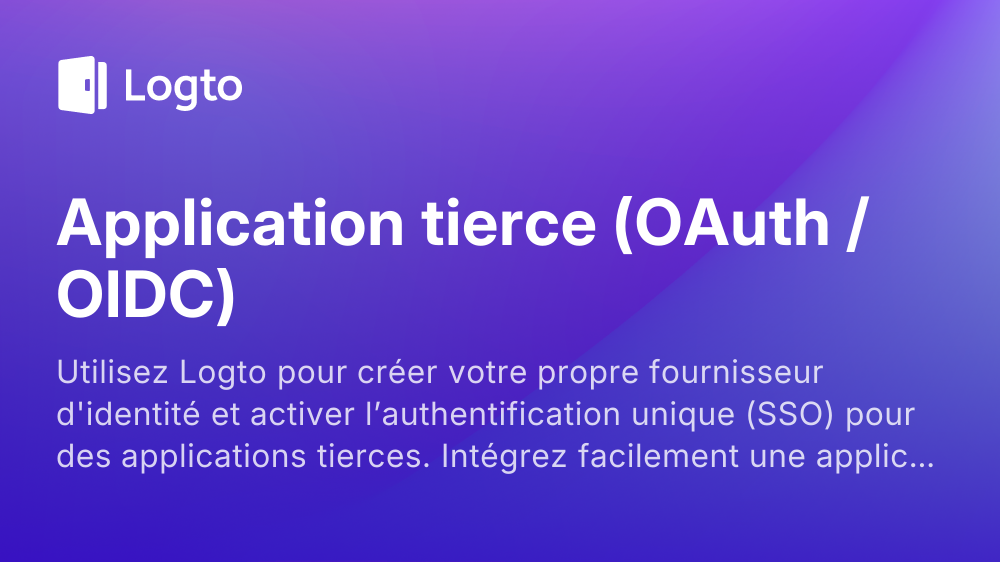 Logto
Application tierce (OAuth /
OIDC)
Utilisez Logto pour créer votre propre fournisseur
d'identité et activer l’authentification unique (SSO) pour
des applications tierces. Intégrez facilement une applic...